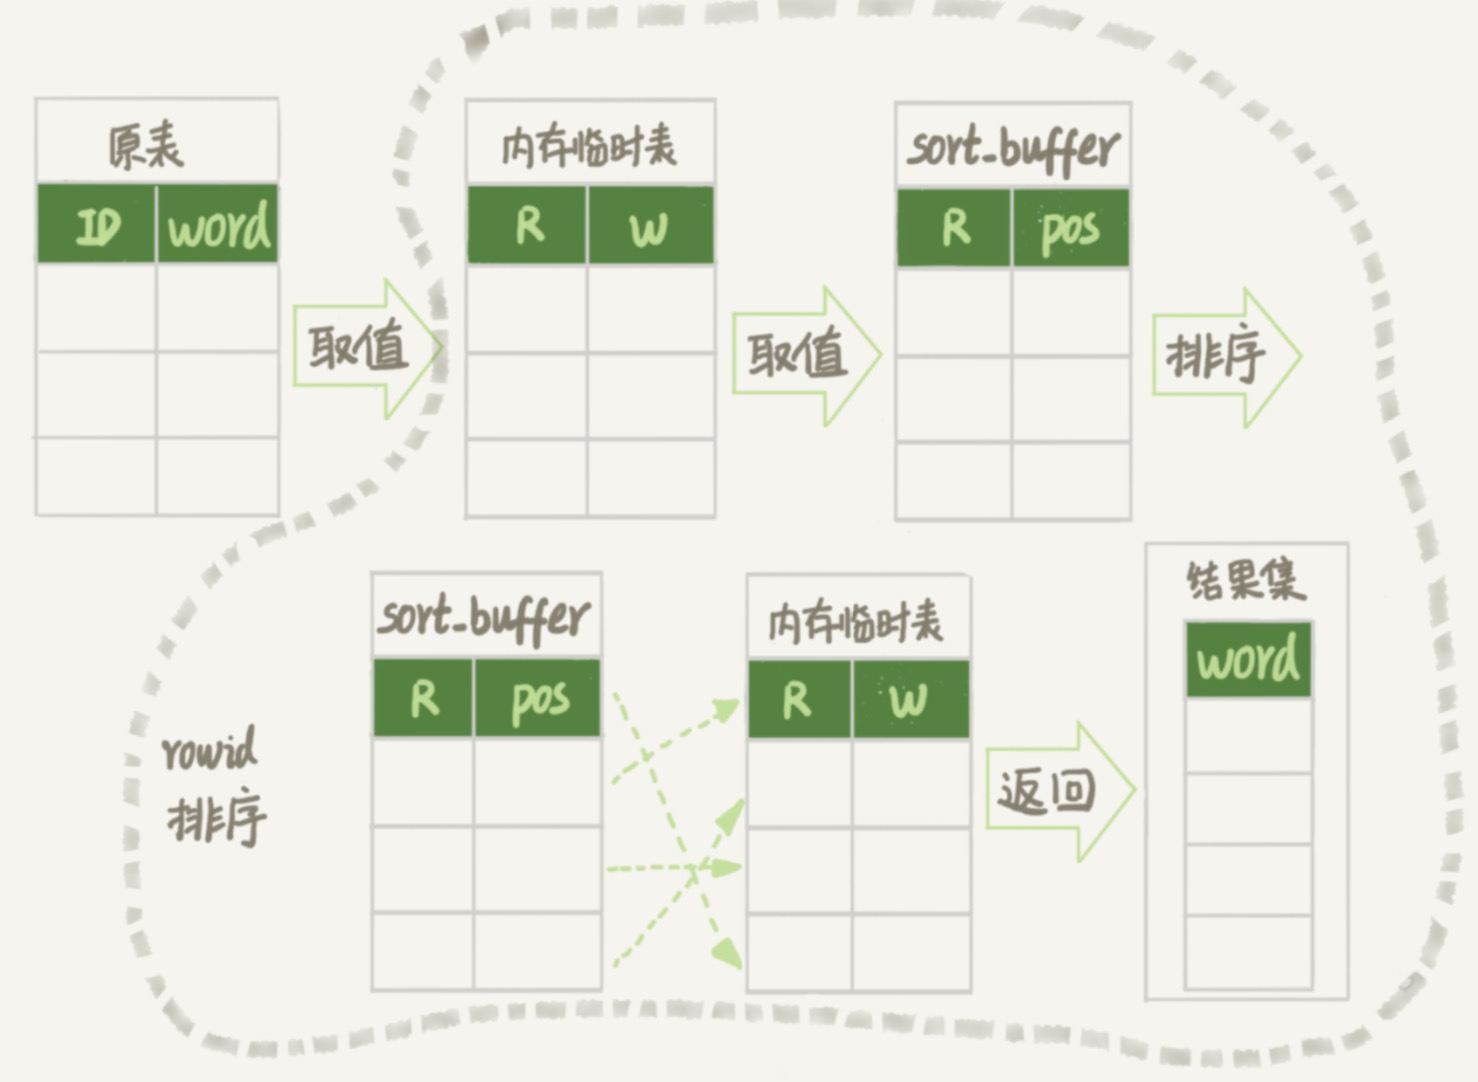 原表
ID word
取值
内存临时表
R W
取值
sort_buffer
R pos
排序
rowid
排序
sort_buffer
R pos
内存临时表
R W
返回
结果集
word